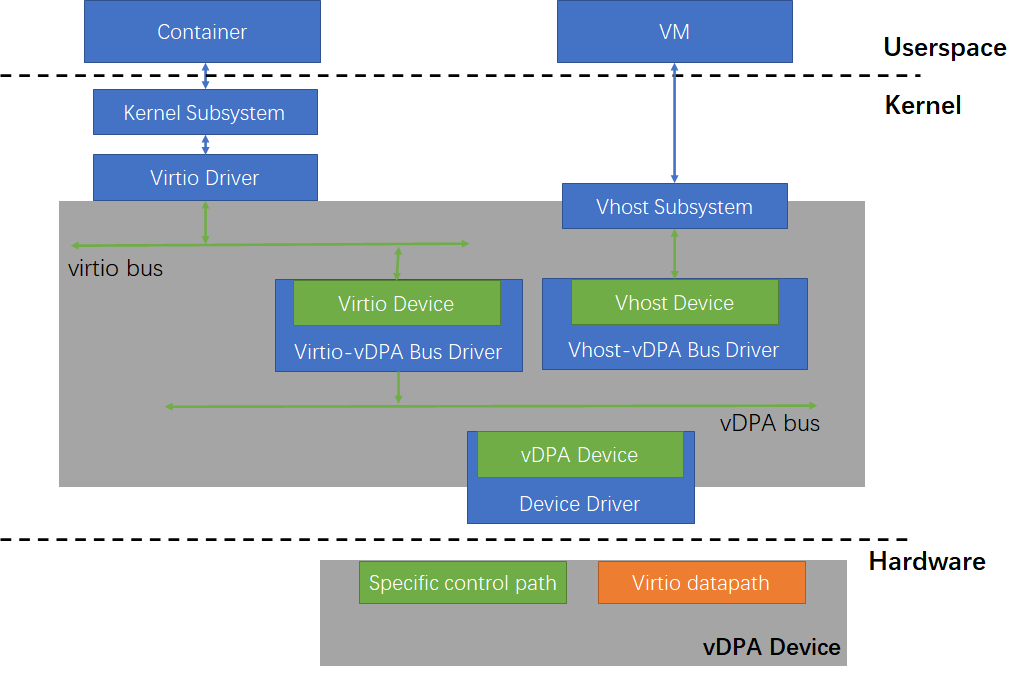 Container
VM
Userspace
Kernel
Kernel Subsystem
Virtio Driver
Vhost Subsystem
virtio bus
Virtio Device
Vhost Device
Virtio-vDPA Bus Driver
Vhost-vDPA Bus Driver
vDPA bus
vDPA Device
Device Driver
Hardware
Specific control path
Virtio datapath
vDPA Device